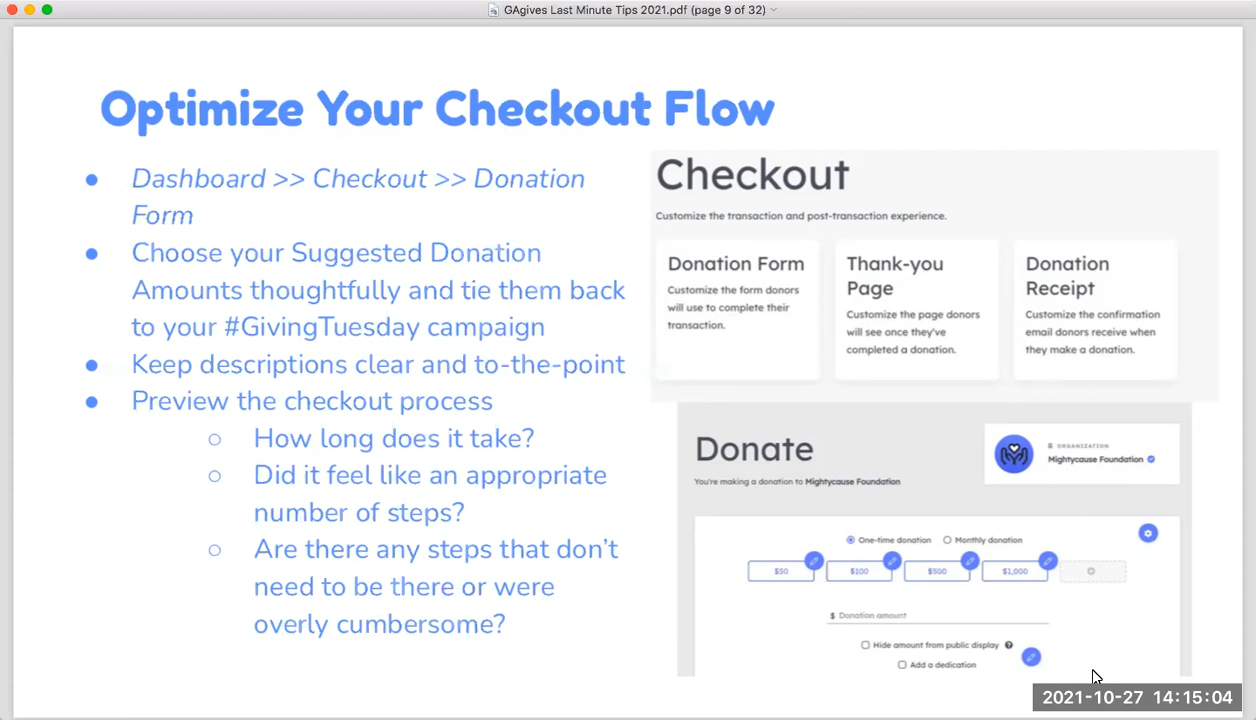 GAgives Last Minute Tips 2021.pdf (page 9 of 32)
Optimize Your Checkout Flow
● Dashboard >> Checkout >> Donation
Form
● Choose your Suggested Donation
Amounts thoughtfully and tie them back
to your #GivingTuesday campaign
● Keep descriptions clear and to-the-point
● Preview the checkout process
○ How long does it take?
○ Did it feel like an appropriate
number of steps?
○ Are there any steps that don’t
need to be there or were
overly cumbersome?
Checkout
Customize the transaction and post-transaction experience.
Donation Form
Customize the form donors
will use to complete their
transaction.
Thank-you
Page
Customize the page donors
will see once they've
completed a donation.
Donation
Receipt
Customize the confirmation
email donors receive when
they make a donation.
Donate
You're making a donation to Mightycause Foundation
ORGANIZATION
Mightycause Foundation
One-time donation Monthly donation
$50 $100 $500 $1,000
$ Donation amount
Hide amount from public display
Add a dedication
2021-10-27 14:15:04